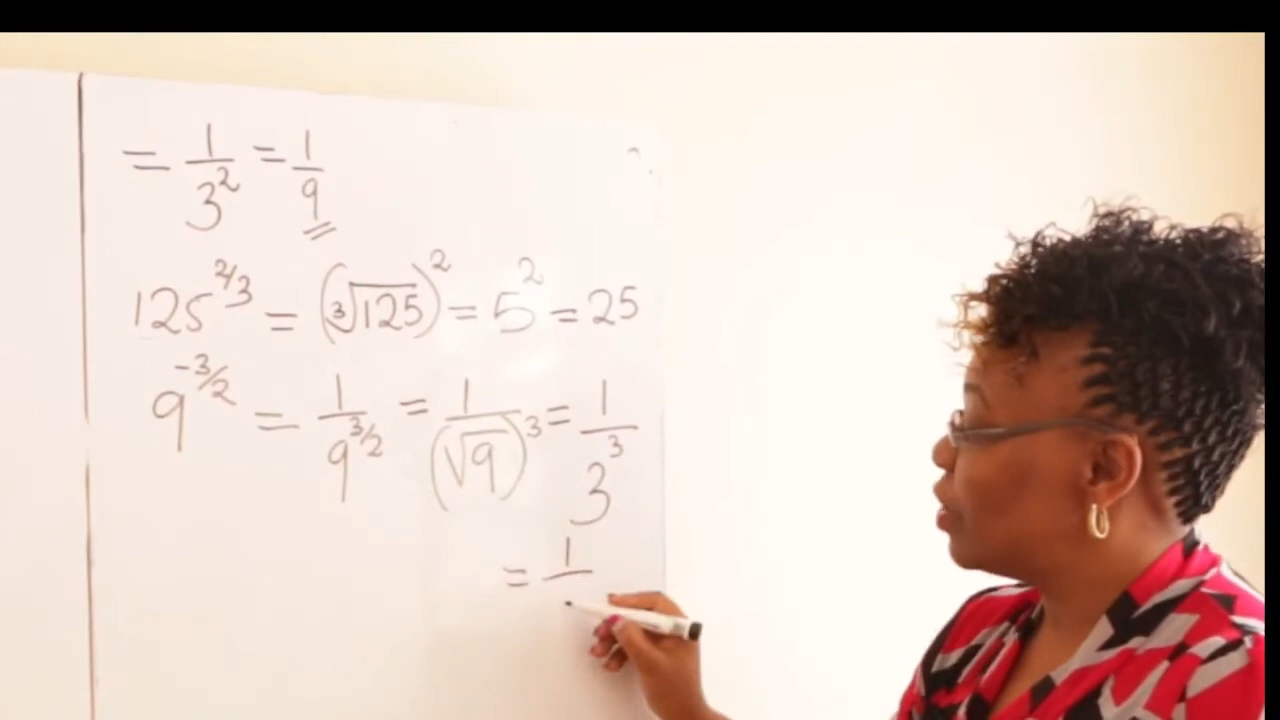 = 1/3² = 1/9
125^2/3 = (∛125)² = 5² = 25
9^-3/2 = 1/9^3/2 = 1/(√9)³ = 1/3³
= 1/